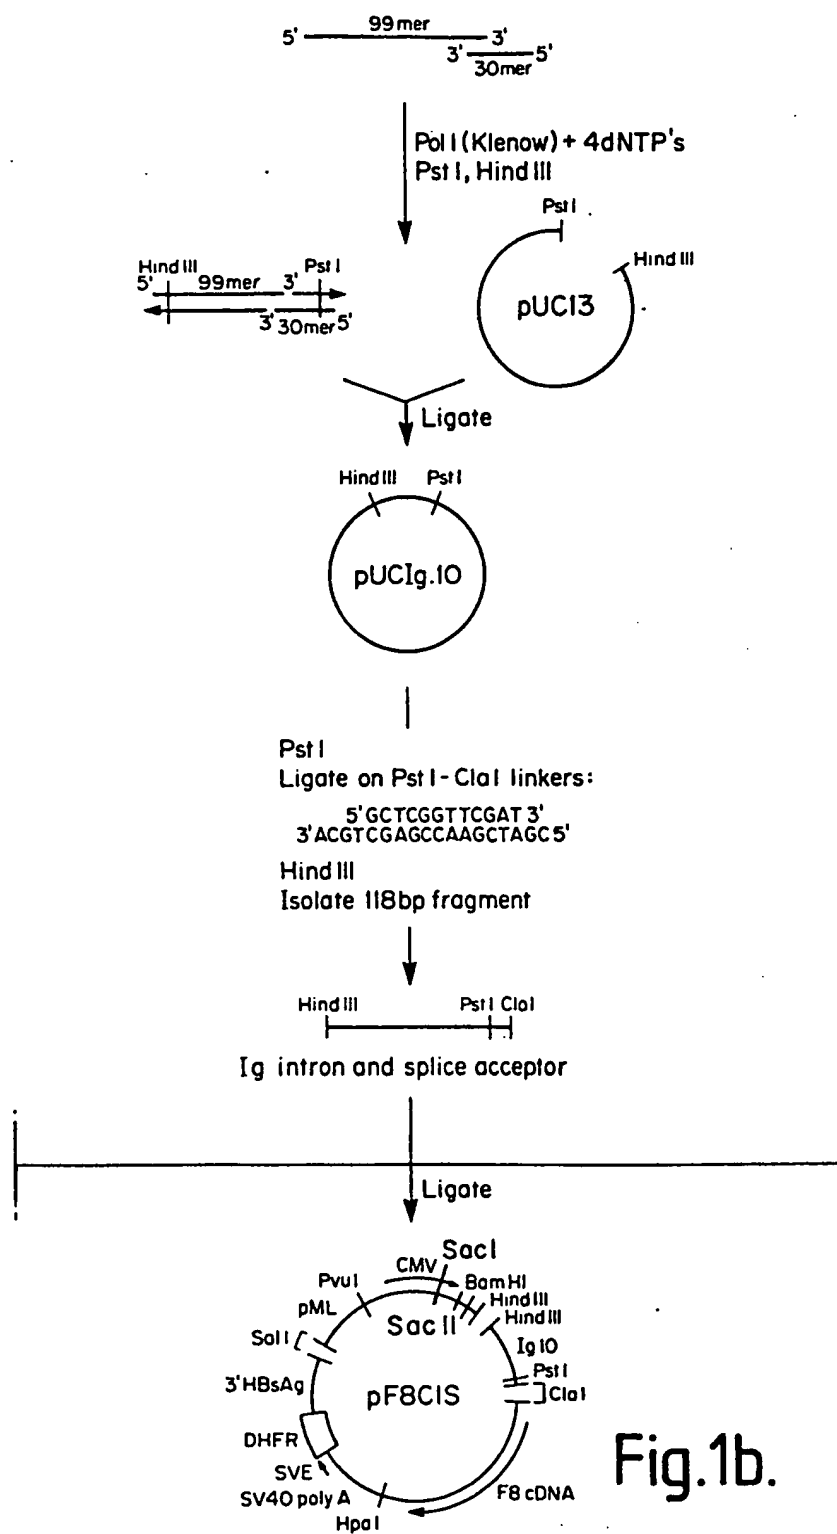 99mer
5' 3'
3' 5'
30mer
Pol I (Klenow) + 4dNTP's
Pst I, Hind III
Pst I
Hind III
pUC13
Hind III Pst I
5' 99mer 3'
3' 30mer 5'
Ligate
Hind III Pst I
pUCIg.10
Pst I
Ligate on Pst I - Cla I linkers:
5'GCTCGGTTCGAT 3'
3'ACGTCGAGCCAAGCTAGC5'
Hind III
Isolate 118bp fragment
Hind III Pst I Cla I
Ig intron and splice acceptor
Ligate
Sac I
CMV
Bam HI
Pvu I
Hind III
Hind III
pML
Sac II
Sal I
Ig 10
Pst I
Cla I
3'HBsAg
pF8CIS
DHFR
SVE
SV40 poly A
Hpa I
F8 cDNA
Fig.1b.